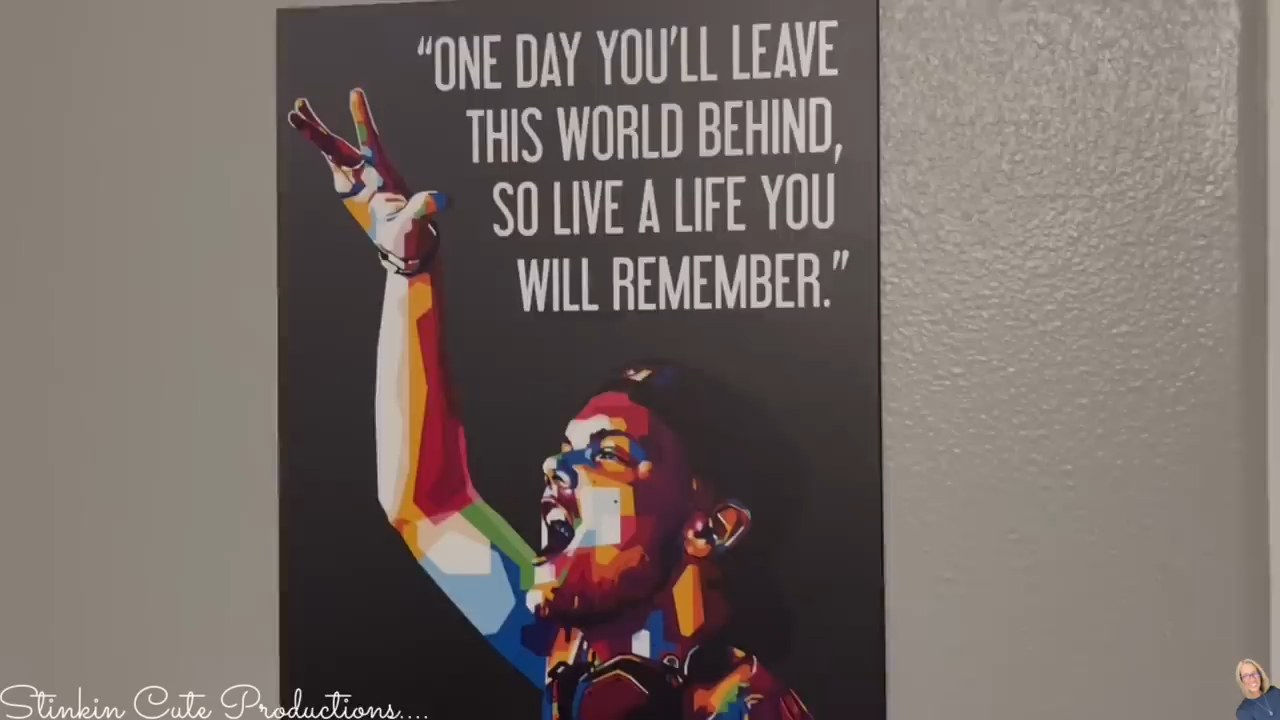 “ONE DAY YOU’LL LEAVE
THIS WORLD BEHIND,
SO LIVE A LIFE YOU
WILL REMEMBER.”
Stinkin Cute Productions....